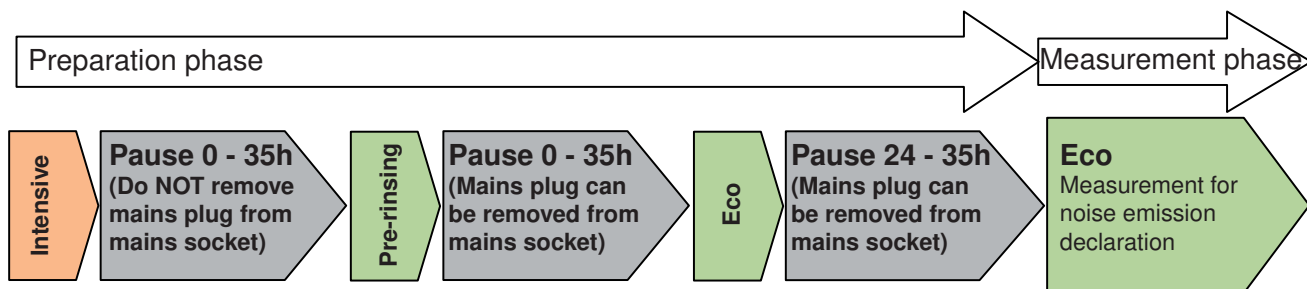 Preparation phase
Measurement phase
Intensive
Pause 0 - 35h
(Do NOT remove
mains plug from
mains socket)
Pre-rinsing
Pause 0 - 35h
(Mains plug can
be removed from
mains socket)
Eco
Pause 24 - 35h
(Mains plug can
be removed from
mains socket)
Eco
Measurement for
noise emission
declaration